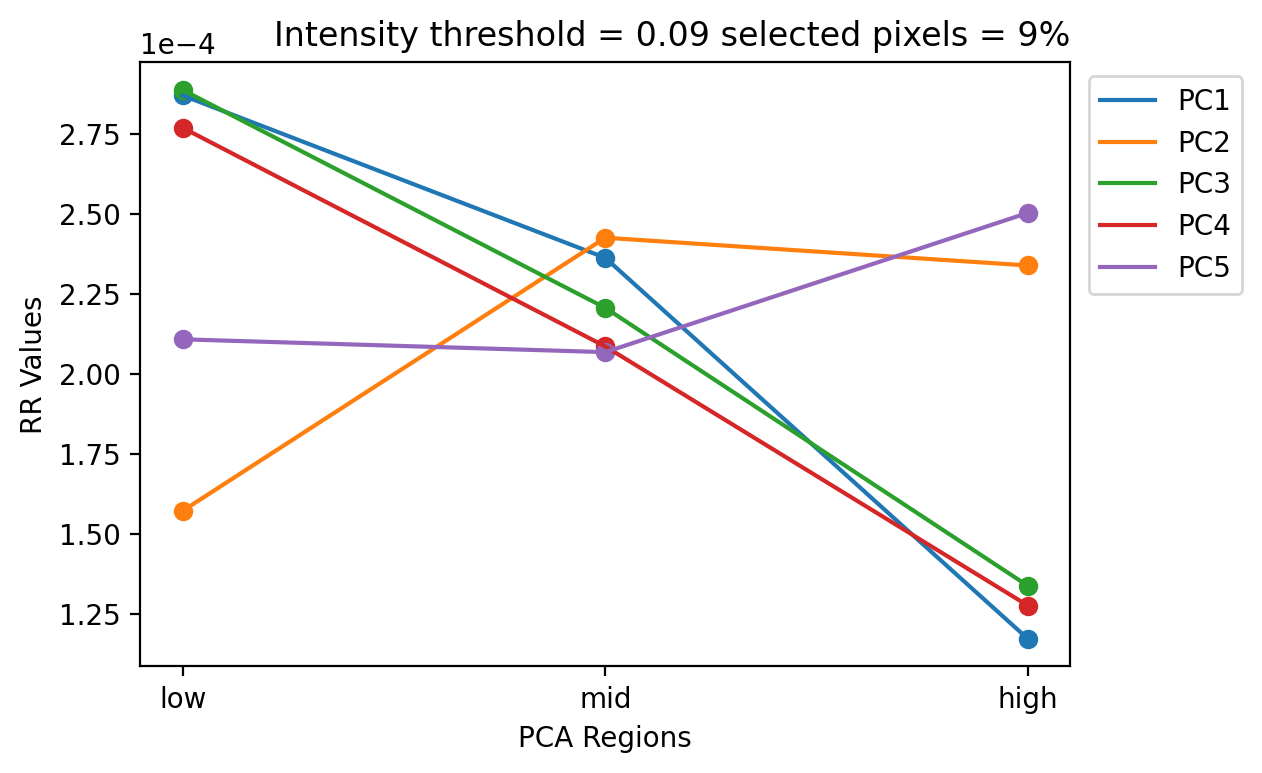 Intensity threshold = 0.09 selected pixels = 9%
1e−4
2.75
2.50
2.25
2.00
1.75
1.50
1.25
RR Values
low mid high
PCA Regions
PC1
PC2
PC3
PC4
PC5